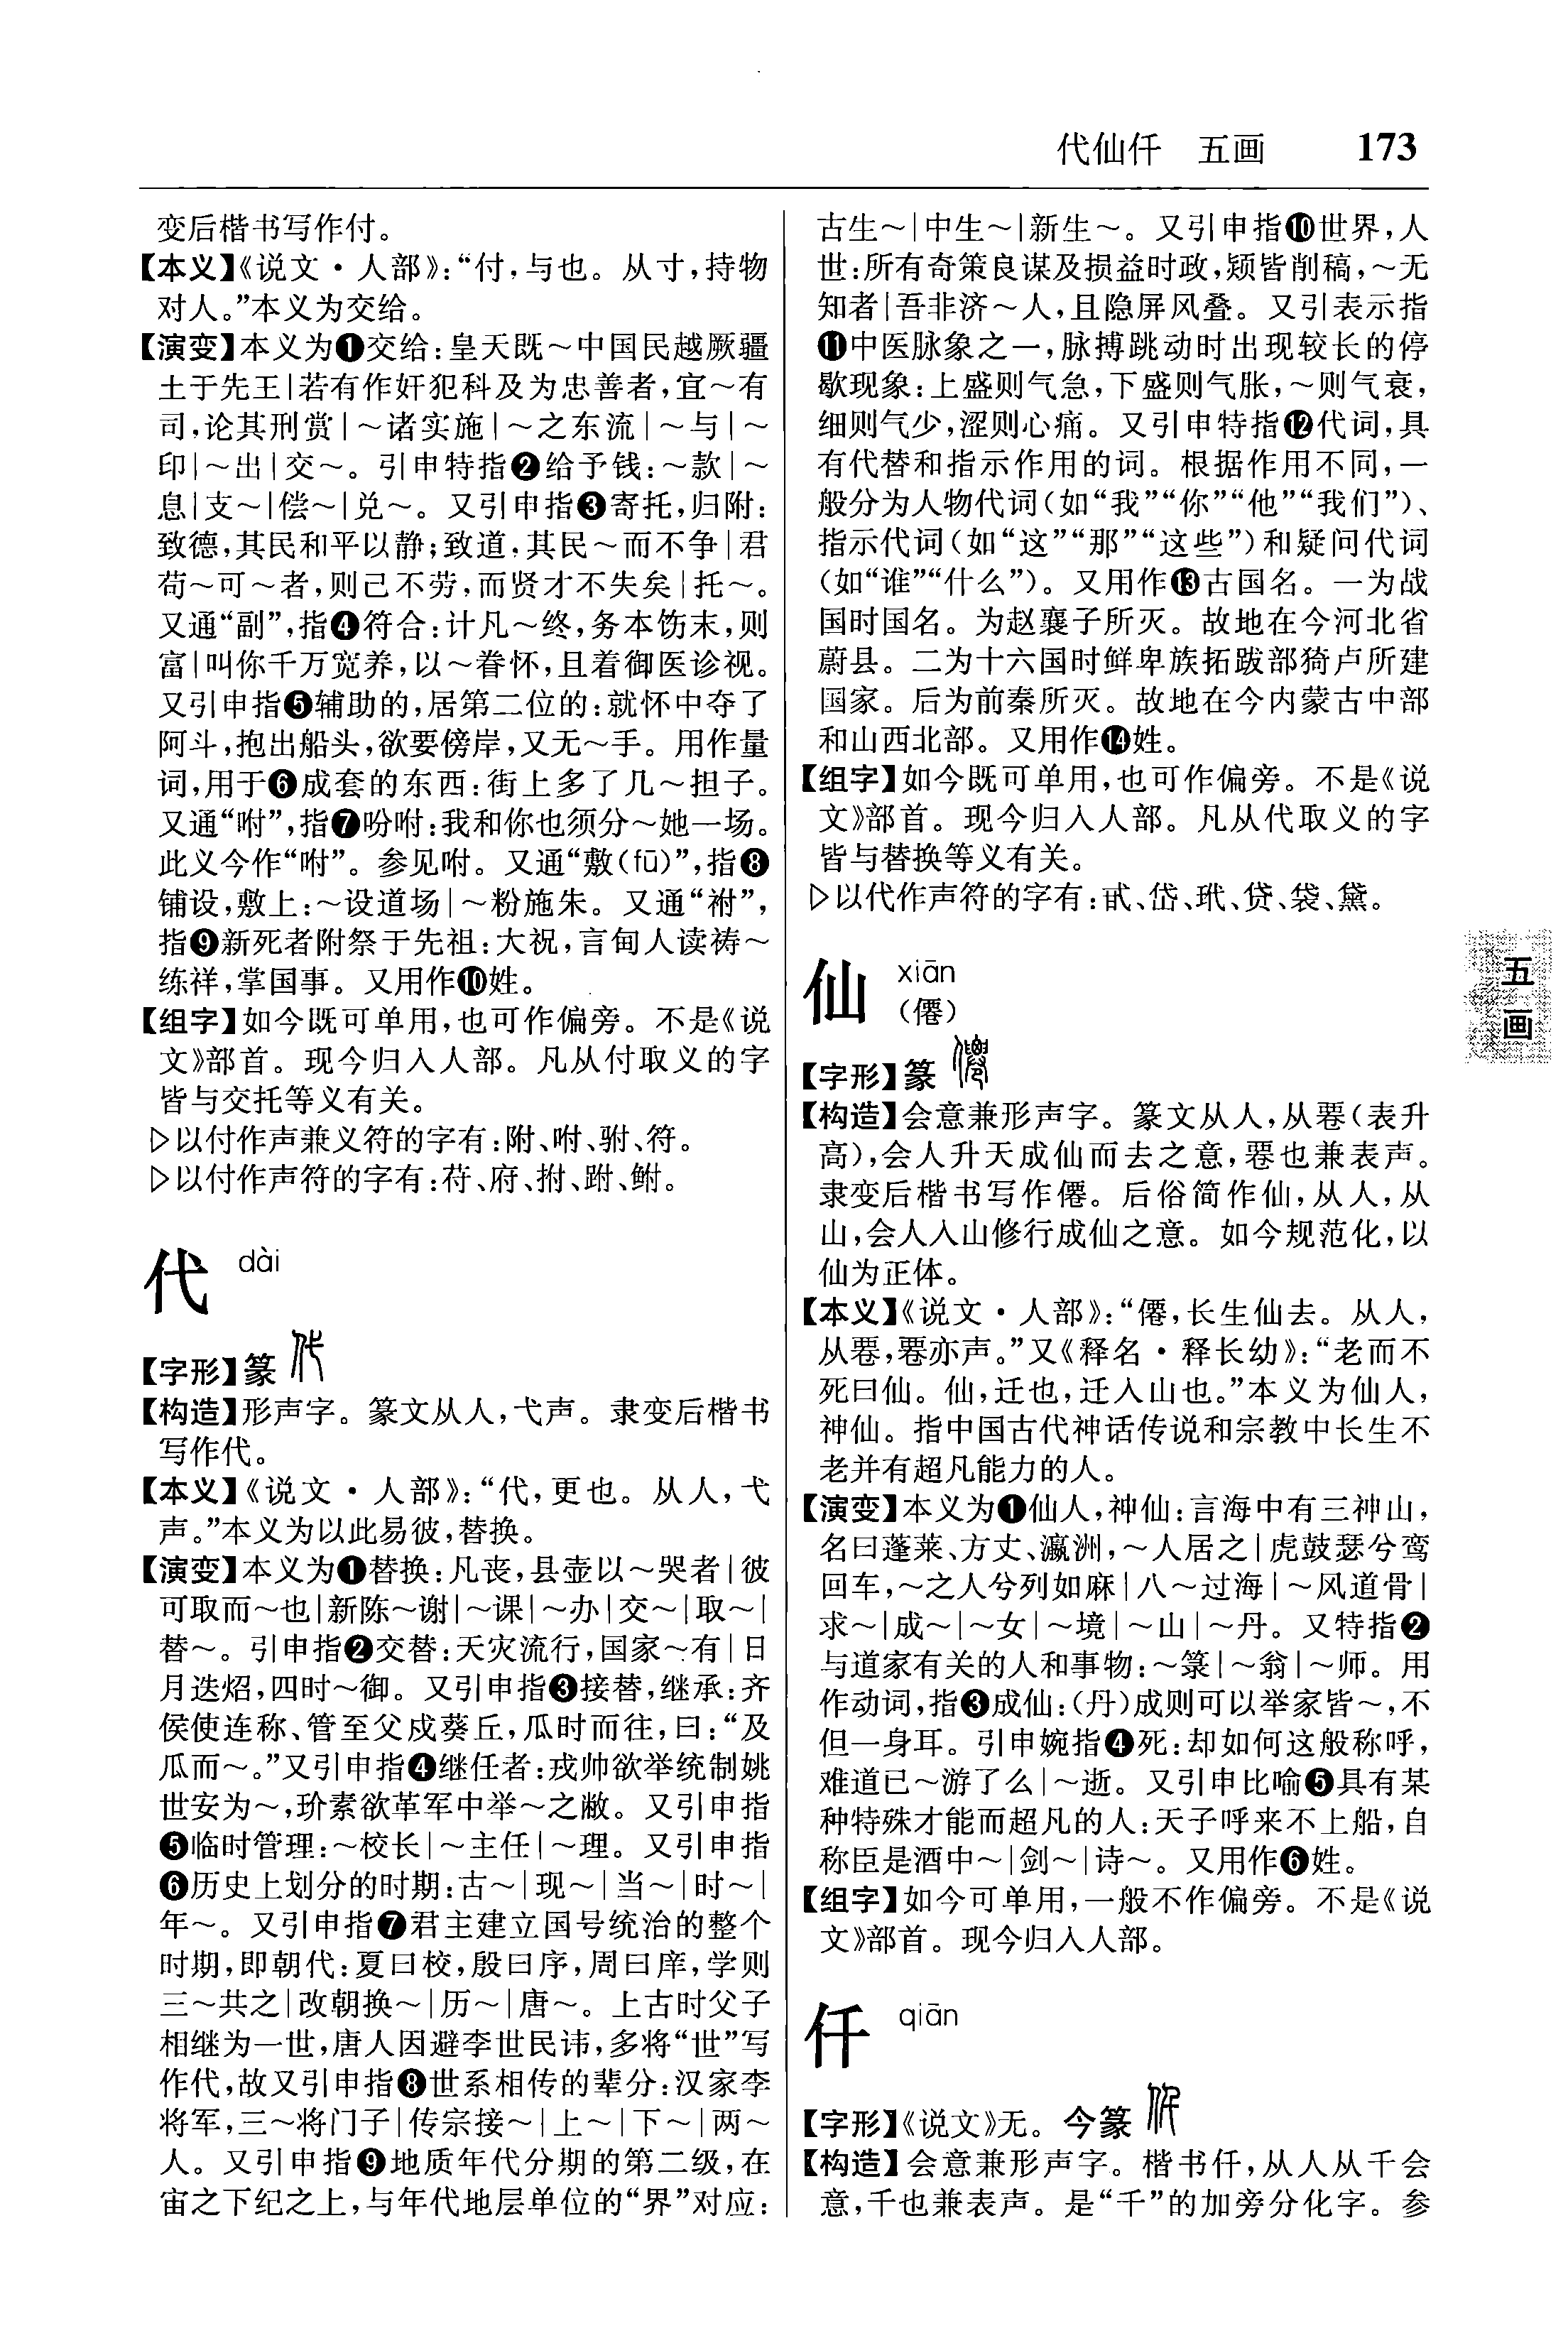 代仙仟 五画 173
变后楷书写作付。
【本义】《说文·人部》:“付,与也。从寸,持物
对人。”本义为交给。
【演变】本义为❶交给:皇天既～中国民越厥疆
土于先王|若有作奸犯科及为忠善者,宜～有
司,论其刑赏|～诸实施|～之东流|～与|～
印|～出|交～。引申特指❷给予钱:～款|～
息|支～|偿～|兑～。又引申指❸寄托,归附:
致德,其民和平以静;致道,其民～而不争|君
苟～可～者,则己不劳,而贤才不失矣|托～。
又通“副”,指❹符合:计凡～终,务本饬末,则
富|叫你千万宽养,以～眷怀,且着御医诊视。
又引申指❺辅助的,居第二位的:就怀中夺了
阿斗,抱出船头,欲要傍岸,又无～手。用作量
词,用于❻成套的东西:街上多了几～担子。
又通“咐”,指❼吩咐:我和你也须分～她一场。
此义今作“咐”。参见咐。又通“敷(fū)”,指❽
铺设,敷上:～设道场|～粉施朱。又通“祔”,
指❾新死者附祭于先祖:大祝,言甸人读祷～
练祥,掌国事。又用作❿姓。
【组字】如今既可单用,也可作偏旁。不是《说
文》部首。现今归入人部。凡从付取义的字
皆与交托等义有关。
▷以付作声兼义符的字有:附、咐、驸、符。
▷以付作声符的字有:苻、府、拊、跗、鲋。
代 dài
【字形】篆
【构造】形声字。篆文从人,弋声。隶变后楷书
写作代。
【本义】《说文·人部》:“代,更也。从人,弋
声。”本义为以此易彼,替换。
【演变】本义为❶替换:凡丧,县壶以～哭者|彼
可取而～也|新陈～谢|～课|～办|交～|取～|
替～。引申指❷交替:天灾流行,国家～有|日
月迭炤,四时～御。又引申指❸接替,继承:齐
侯使连称、管至父戍葵丘,瓜时而往,曰:“及
瓜而～。”又引申指❹继任者:戎帅欲举统制姚
世安为～,玠素欲革军中举～之敝。又引申指
❺临时管理:～校长|～主任|～理。又引申指
❻历史上划分的时期:古～|现～|当～|时～|
年～。又引申指❼君主建立国号统治的整个
时期,即朝代:夏曰校,殷曰序,周曰庠,学则
三～共之|改朝换～|历～|唐～。上古时父子
相继为一世,唐人因避李世民讳,多将“世”写
作代,故又引申指❽世系相传的辈分:汉家李
将军,三～将门子|传宗接～|上～|下～|两～
人。又引申指❾地质年代分期的第二级,在
宙之下纪之上,与年代地层单位的“界”对应:
古生～|中生～|新生～。又引申指❿世界,人
世:所有奇策良谋及损益时政,颎皆削稿,～无
知者|吾非济～人,且隐屏风叠。又引表示指
⓫中医脉象之一,脉搏跳动时出现较长的停
歇现象:上盛则气急,下盛则气胀,～则气衰,
细则气少,涩则心痛。又引申特指⓬代词,具
有代替和指示作用的词。根据作用不同,一
般分为人物代词(如“我”“你”“他”“我们”)、
指示代词(如“这”“那”“这些”)和疑问代词
(如“谁”“什么”)。又用作⓭古国名。一为战
国时国名。为赵襄子所灭。故地在今河北省
蔚县。二为十六国时鲜卑族拓跋部猗卢所建
国家。后为前秦所灭。故地在今内蒙古中部
和山西北部。又用作⓮姓。
【组字】如今既可单用,也可作偏旁。不是《说
文》部首。现今归入人部。凡从代取义的字
皆与替换等义有关。
▷以代作声符的字有:甙、岱、玳、贷、袋、黛。
仙 xiān
(僊)
【字形】篆
【构造】会意兼形声字。篆文从人,从䙴(表升
高),会人升天成仙而去之意,䙴也兼表声。
隶变后楷书写作僊。后俗简作仙,从人,从
山,会人入山修行成仙之意。如今规范化,以
仙为正体。
【本义】《说文·人部》:“僊,长生仙去。从人,
从䙴,䙴亦声。”又《释名·释长幼》:“老而不
死曰仙。仙,迁也,迁入山也。”本义为仙人,
神仙。指中国古代神话传说和宗教中长生不
老并有超凡能力的人。
【演变】本义为❶仙人,神仙:言海中有三神山,
名曰蓬莱、方丈、瀛洲,～人居之|虎鼓瑟兮鸾
回车,～之人兮列如麻|八～过海|～风道骨|
求～|成～|～女|～境|～山|～丹。又特指❷
与道家有关的人和事物:～箓|～翁|～师。用
作动词,指❸成仙:(丹)成则可以举家皆～,不
但一身耳。引申婉指❹死:却如何这般称呼,
难道已～游了么|～逝。又引申比喻❺具有某
种特殊才能而超凡的人:天子呼来不上船,自
称臣是酒中～|剑～|诗～。又用作❻姓。
【组字】如今可单用,一般不作偏旁。不是《说
文》部首。现今归入人部。
仟 qiān
【字形】《说文》无。今篆
【构造】会意兼形声字。楷书仟,从人从千会
意,千也兼表声。是“千”的加旁分化字。参
五画